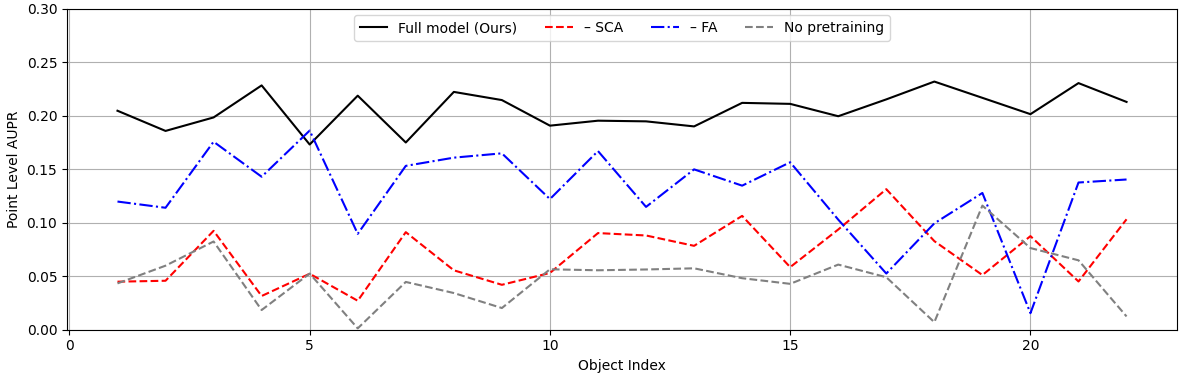 Full model (Ours) – SCA – FA No pretraining
Point Level AUPR
0.30
0.25
0.20
0.15
0.10
0.05
0.00
0 5 10 15 20
Object Index